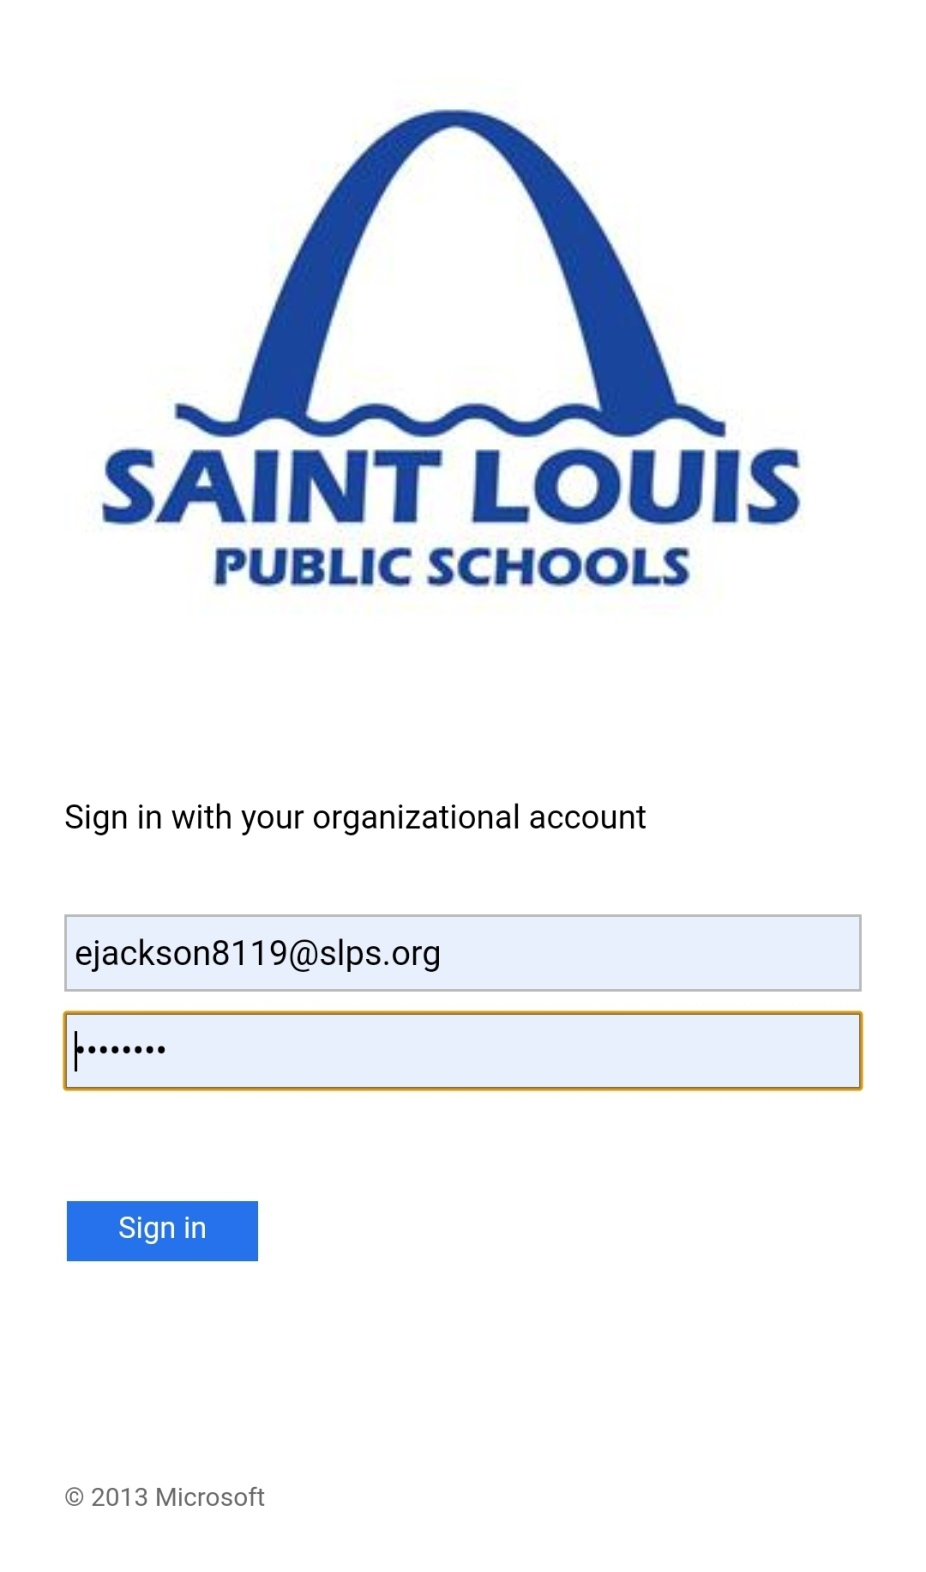 SAINT LOUIS
PUBLIC SCHOOLS
Sign in with your organizational account
ejackson8119@slps.org
••••••••
Sign in
© 2013 Microsoft